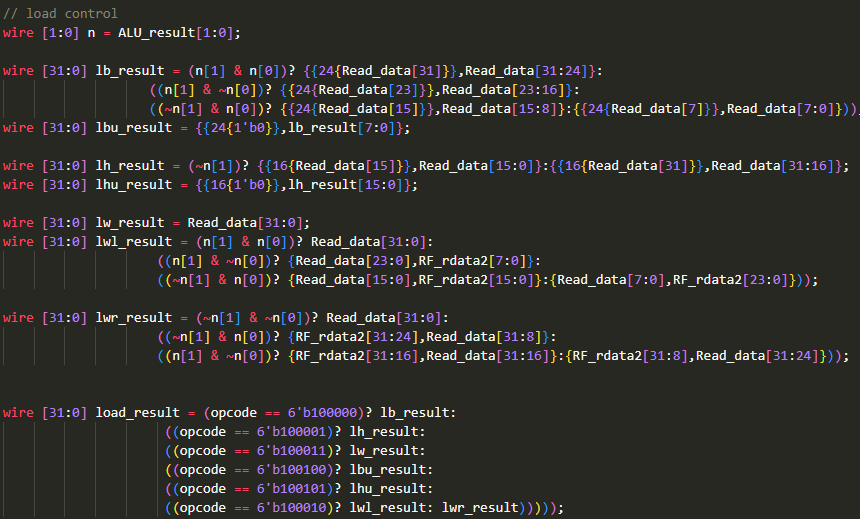 // load control
wire [1:0] n = ALU_result[1:0];
wire [31:0] lb_result = (n[1] & n[0])? {{24{Read_data[31]}},Read_data[31:24]}:
((n[1] & ~n[0])? {{24{Read_data[23]}},Read_data[23:16]}:
((~n[1] & n[0])? {{24{Read_data[15]}},Read_data[15:8]}:{{24{Read_data[7]}},Read_data[7:0]}));
wire [31:0] lbu_result = {{24{1'b0}},lb_result[7:0]};
wire [31:0] lh_result = (~n[1])? {{16{Read_data[15]}},Read_data[15:0]}:{{16{Read_data[31]}},Read_data[31:16]};
wire [31:0] lhu_result = {{16{1'b0}},lh_result[15:0]};
wire [31:0] lw_result = Read_data[31:0];
wire [31:0] lwl_result = (n[1] & n[0])? Read_data[31:0]:
((n[1] & ~n[0])? {Read_data[23:0],RF_rdata2[7:0]}:
((~n[1] & n[0])? {Read_data[15:0],RF_rdata2[15:0]}:{Read_data[7:0],RF_rdata2[23:0]}));
wire [31:0] lwr_result = (~n[1] & ~n[0])? Read_data[31:0]:
((~n[1] & n[0])? {RF_rdata2[31:24],Read_data[31:8]}:
((n[1] & ~n[0])? {RF_rdata2[31:16],Read_data[31:16]}:{RF_rdata2[31:8],Read_data[31:24]}));
wire [31:0] load_result = (opcode == 6'b100000)? lb_result:
((opcode == 6'b100001)? lh_result:
((opcode == 6'b100011)? lw_result:
((opcode == 6'b100100)? lbu_result:
((opcode == 6'b100101)? lhu_result:
((opcode == 6'b100010)? lwl_result: lwr_result)))));